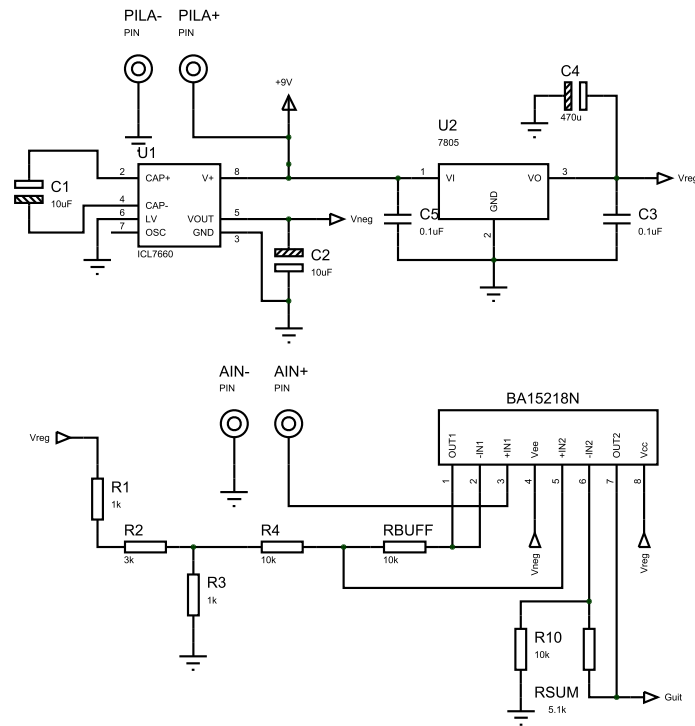 PILA- PILA+
PIN PIN
+9V
C4
470u
U1
U2
7805
2 CAP+ V+ 8
1 VI VO 3
Vreg
C1
10uF
4 CAP-
6 LV VOUT 5
7 OSC GND 3
ICL7660
Vneg
C2
10uF
C5
0.1uF
GND
2
C3
0.1uF
AIN- AIN+
PIN PIN
BA15218N
OUT1 -IN1 +IN1 Vee +IN2 -IN2 OUT2 Vcc
1 2 3 4 5 6 7 8
Vreg
R1
1k
R2
3k
R4
10k
RBUFF
10k
R3
1k
Vneg
Vreg
R10
10k
RSUM
5.1k
Guit